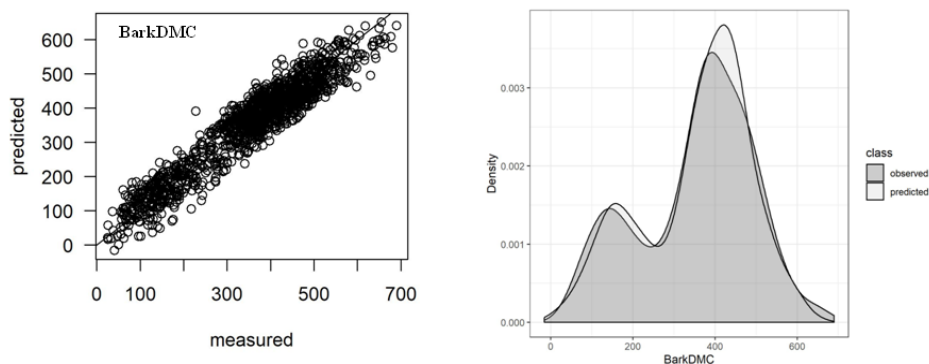 BarkDMC
600
500
400
300
200
100
0
predicted
0 100 300 500 700
measured
0.003
0.002
0.001
0.000
Density
0 200 400 600
BarkDMC
class
observed
predicted